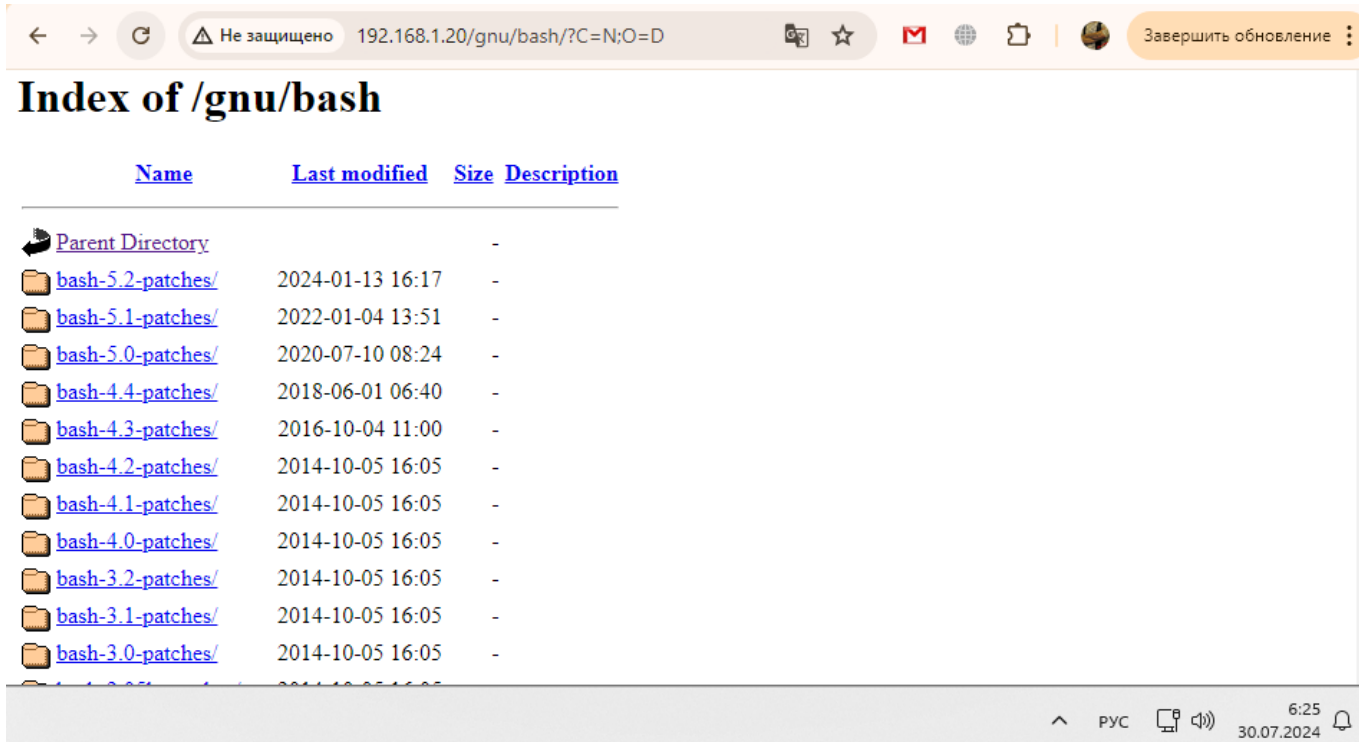 Не защищено 192.168.1.20/gnu/bash/?C=N;O=D Завершить обновление
Index of /gnu/bash
Name Last modified Size Description
Parent Directory -
bash-5.2-patches/ 2024-01-13 16:17 -
bash-5.1-patches/ 2022-01-04 13:51 -
bash-5.0-patches/ 2020-07-10 08:24 -
bash-4.4-patches/ 2018-06-01 06:40 -
bash-4.3-patches/ 2016-10-04 11:00 -
bash-4.2-patches/ 2014-10-05 16:05 -
bash-4.1-patches/ 2014-10-05 16:05 -
bash-4.0-patches/ 2014-10-05 16:05 -
bash-3.2-patches/ 2014-10-05 16:05 -
bash-3.1-patches/ 2014-10-05 16:05 -
bash-3.0-patches/ 2014-10-05 16:05 -
РУС 6:25
30.07.2024